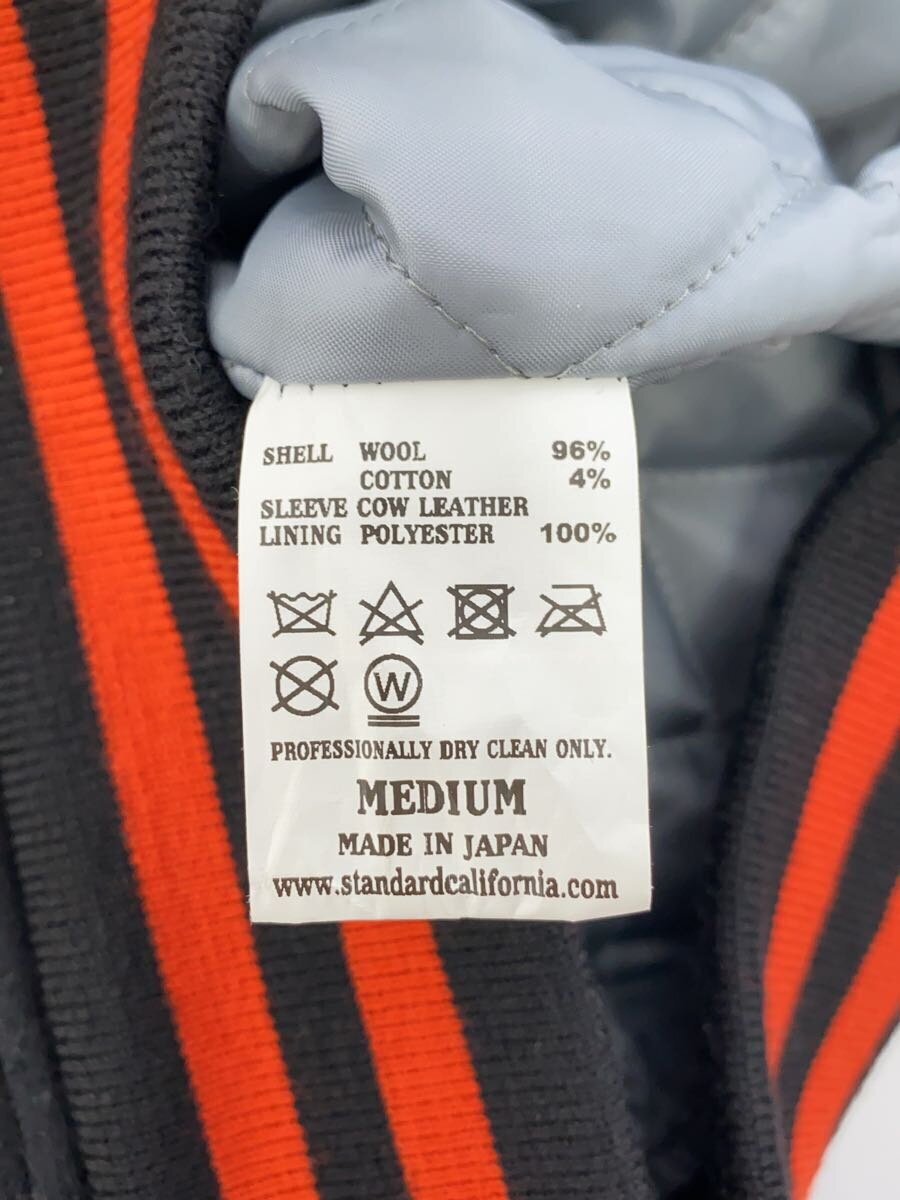 SHELL WOOL 96%
COTTON 4%
SLEEVE COW LEATHER
LINING POLYESTER 100%
W
PROFESSIONALLY DRY CLEAN ONLY.
MEDIUM
MADE IN JAPAN
www.standardcalifornia.com